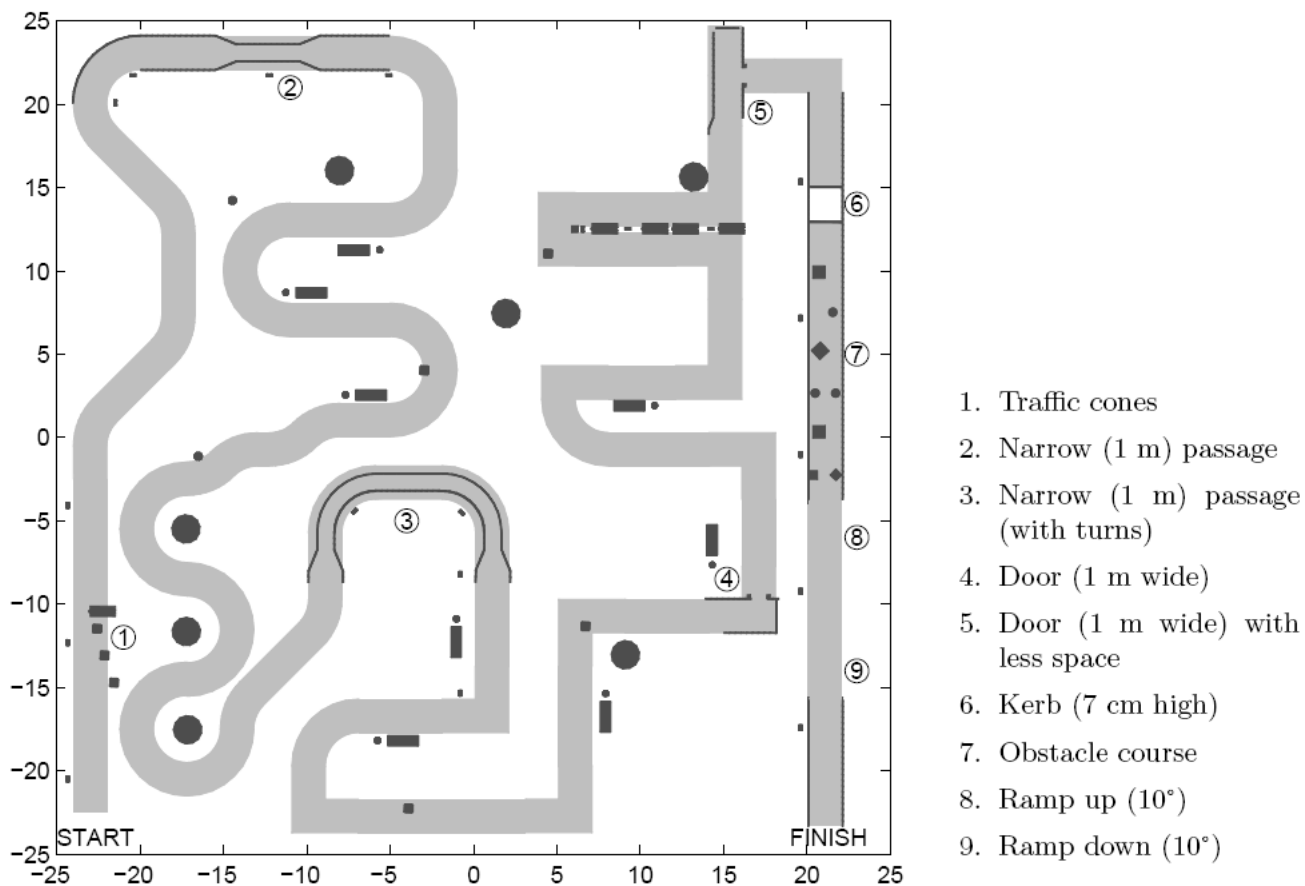 25
20
15
10
5
0
−5
−10
−15
−20
−25
−25
−20
−15
−10
−5
0
5
10
15
20
25
START
FINISH
①
②
③
④
⑤
⑥
⑦
⑧
⑨
1. Traffic cones
2. Narrow (1 m) passage
3. Narrow (1 m) passage
(with turns)
4. Door (1 m wide)
5. Door (1 m wide) with
less space
6. Kerb (7 cm high)
7. Obstacle course
8. Ramp up (10°)
9. Ramp down (10°)